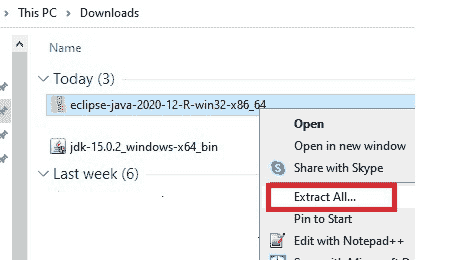 This PC > Downloads
Name
Today (3)
eclipse-java-2020-12-R-win32-x86_64
Open
Open in new window
jdk-15.0.2_windows-x64_bin
Share with Skype
Last week (6)
Extract All...
Pin to Start
Edit with Notepad++